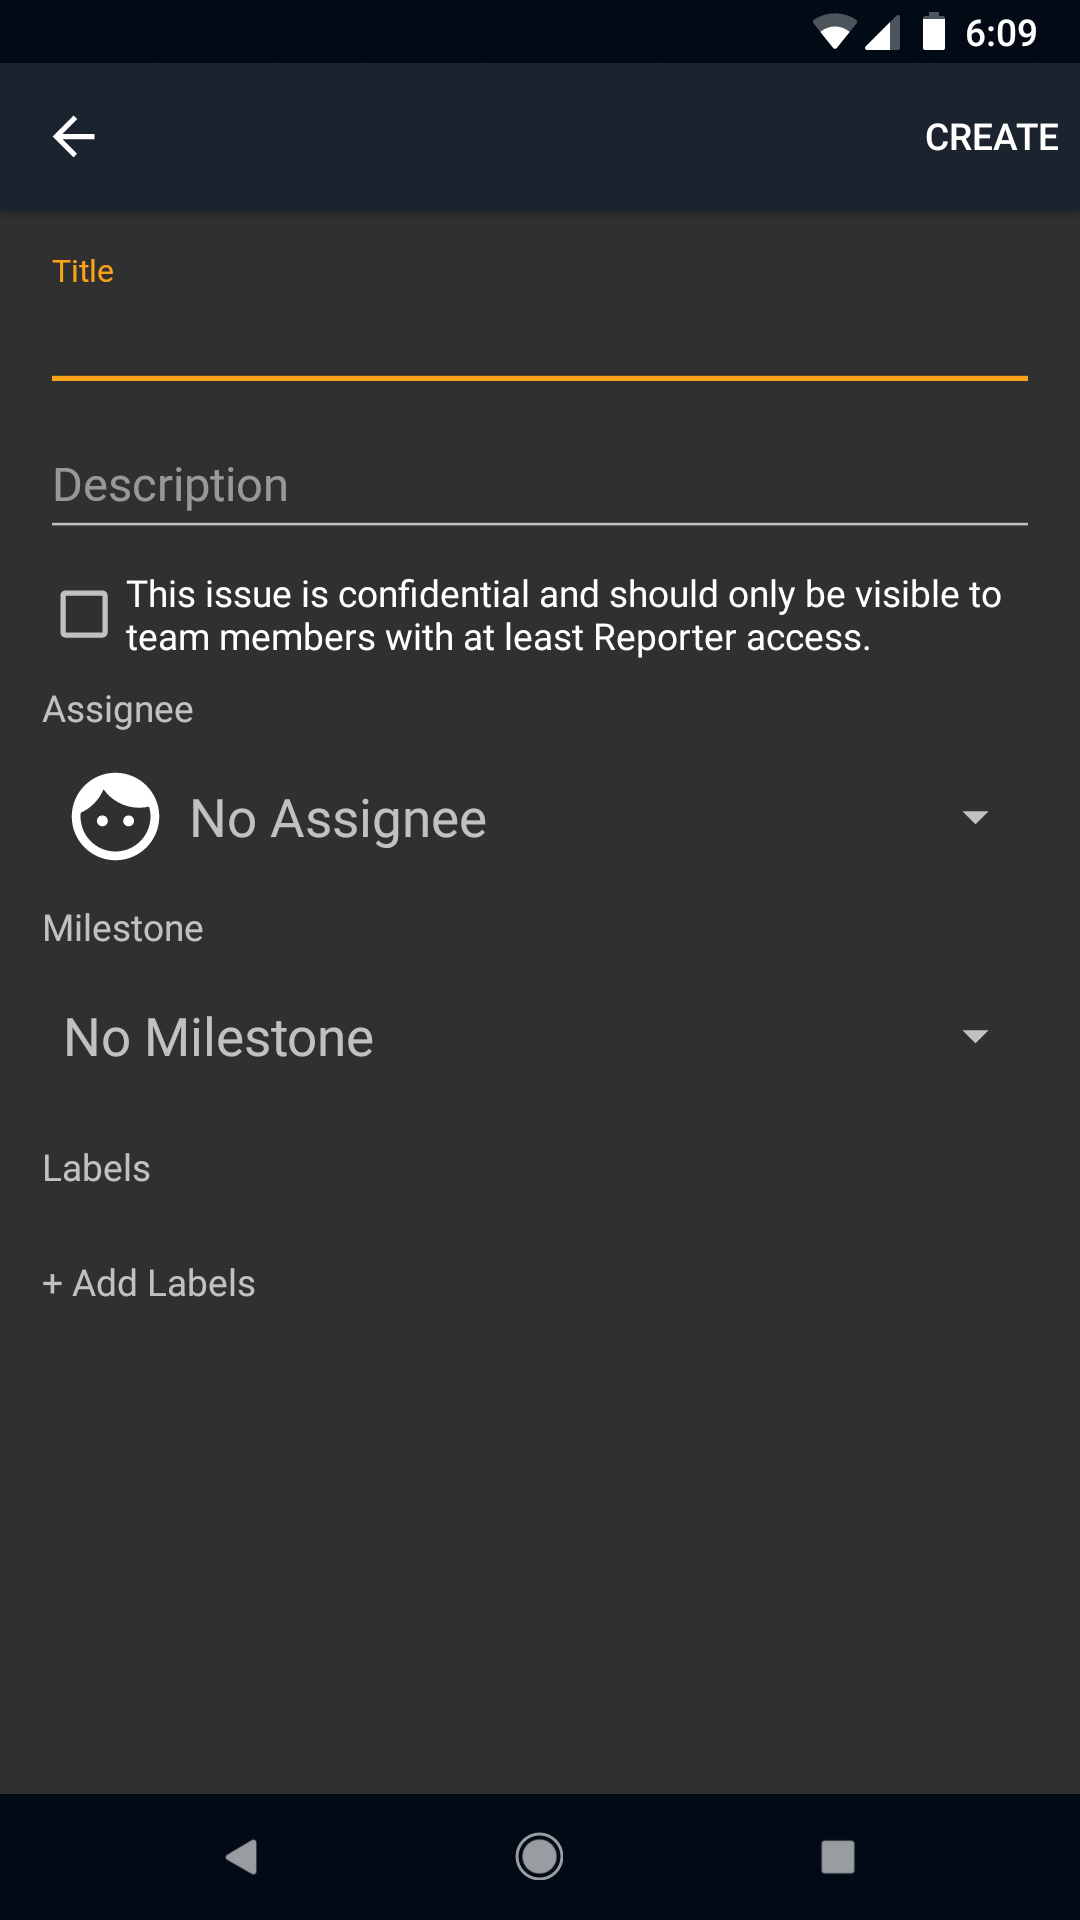 6:09
CREATE
Title
Description
This issue is confidential and should only be visible to
team members with at least Reporter access.
Assignee
No Assignee
Milestone
No Milestone
Labels
+ Add Labels